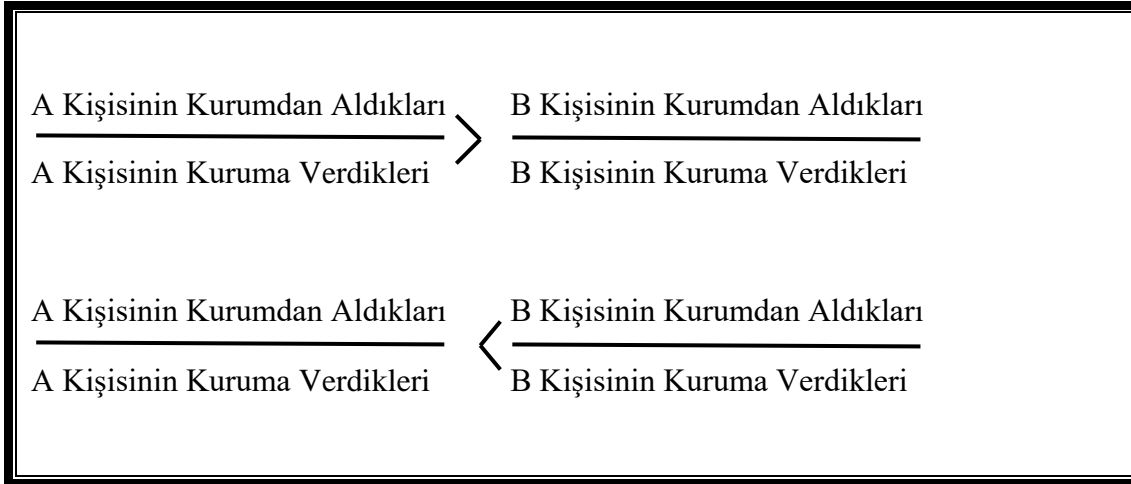 A Kişisinin Kurumdan Aldıkları > B Kişisinin Kurumdan Aldıkları
A Kişisinin Kuruma Verdikleri B Kişisinin Kuruma Verdikleri
A Kişisinin Kurumdan Aldıkları < B Kişisinin Kurumdan Aldıkları
A Kişisinin Kuruma Verdikleri B Kişisinin Kuruma Verdikleri